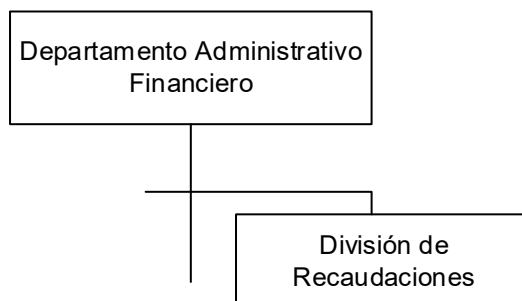 Departamento Administrativo
Financiero
División de
Recaudaciones